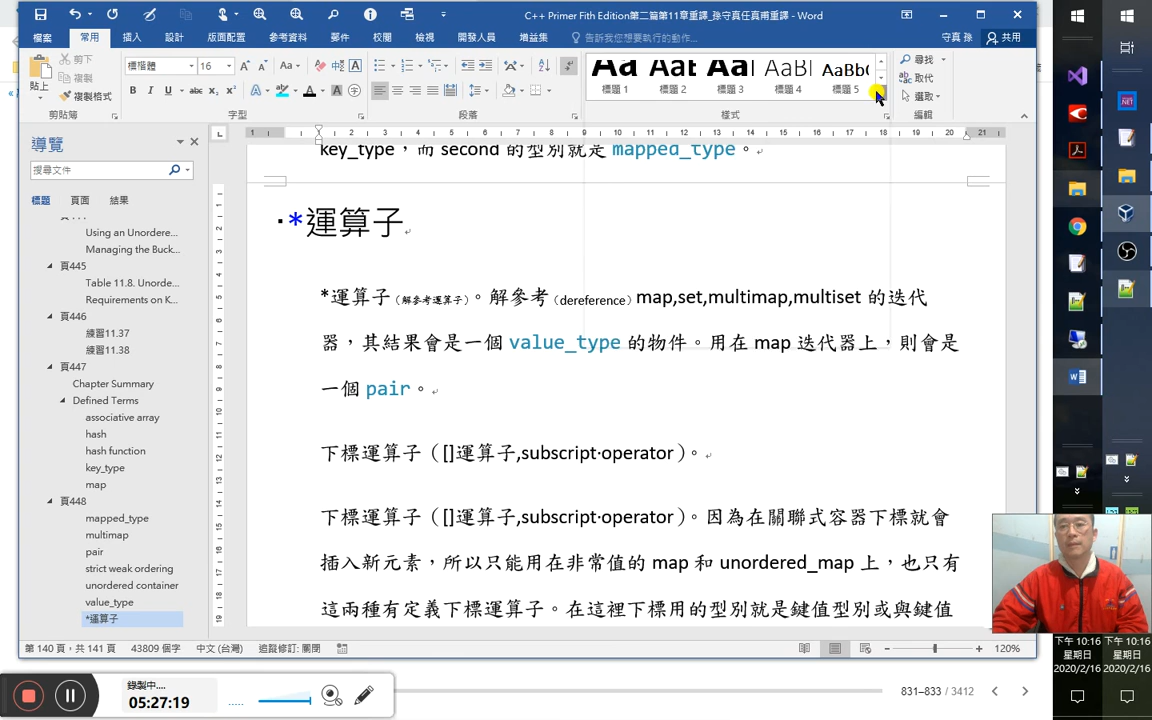 C++ Primer Fith Edition第二篇第11章重譯_孫守真任真甫重譯 - Word
檔案 常用 插入 設計 版面配置 參考資料 郵件 校閱 檢視 開發人員 增益集 告訴我您想要執行的動作... 守真 孫 共用
貼上 剪下 複製 複製格式 剪貼簿
標楷體 16 字型
段落
標題 1 標題 2 標題 3 標題 4 標題 5 樣式
尋找 取代 選取 編輯
導覽
搜尋文件
標題 頁面 結果
Using an Unordere...
Managing the Buck...
頁445
Table 11.8. Unorde...
Requirements on K...
頁446
練習11.37
練習11.38
頁447
Chapter Summary
Defined Terms
associative array
hash
hash function
key_type
map
頁448
mapped_type
multimap
pair
strict weak ordering
unordered container
value_type
*運算子
key_type，而 second 的型別就是 mapped_type。
*運算子
*運算子（解參考運算子）。解參考（dereference）map,set,multimap,multiset 的迭代
器，其結果會是一個 value_type 的物件。用在 map 迭代器上，則會是
一個 pair。
下標運算子（[]運算子,subscript·operator）。
下標運算子（[]運算子,subscript·operator）。因為在關聯式容器下標就會
插入新元素，所以只能用在非常值的 map 和 unordered_map 上，也只有
這兩種有定義下標運算子。在這裡下標用的型別就是鍵值型別或與鍵值
第 140 頁，共 141 頁 43809 個字 中文 (台灣) 追蹤修訂: 關閉 120%
錄製中....
05:27:19
831–833 / 3412
下午 10:16 下午 10:16
星期日 星期日
2020/2/16 2020/2/16